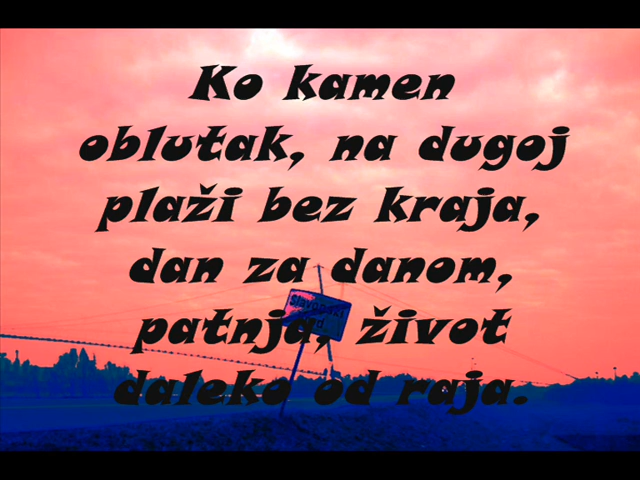 Ko kamen
oblutak, na dugoj
plaži bez kraja,
dan za danom,
patnja, život
daleko od raja.